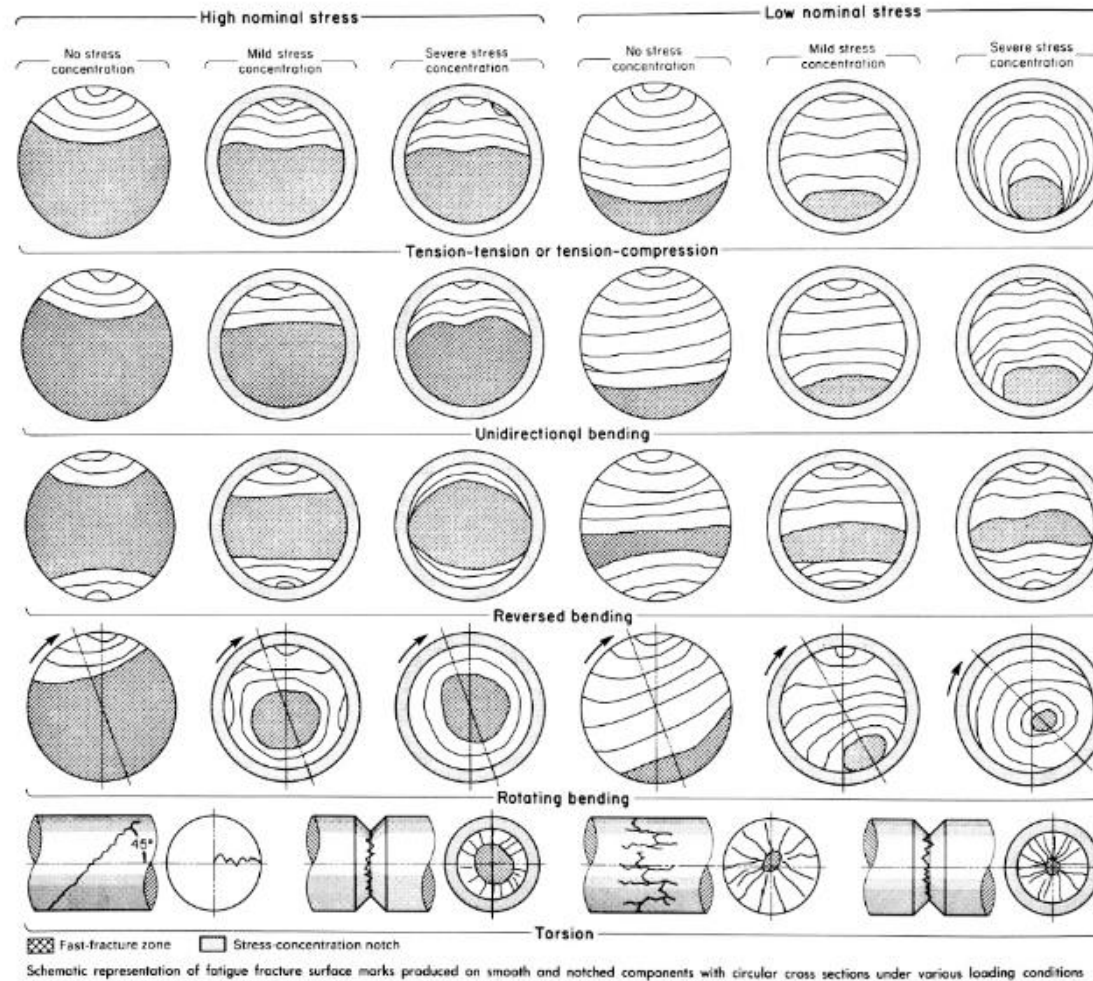 High nominal stress
Low nominal stress
No stress
concentration
Mild stress
concentration
Severe stress
concentration
No stress
concentration
Mild stress
concentration
Severe stress
concentration
Tension-tension or tension-compression
Unidirectional bending
Reversed bending
Rotating bending
45°
Torsion
Fast-fracture zone
Stress-concentration notch
Schematic representation of fatigue fracture surface marks produced on smooth and notched components with circular cross sections under various loading conditions